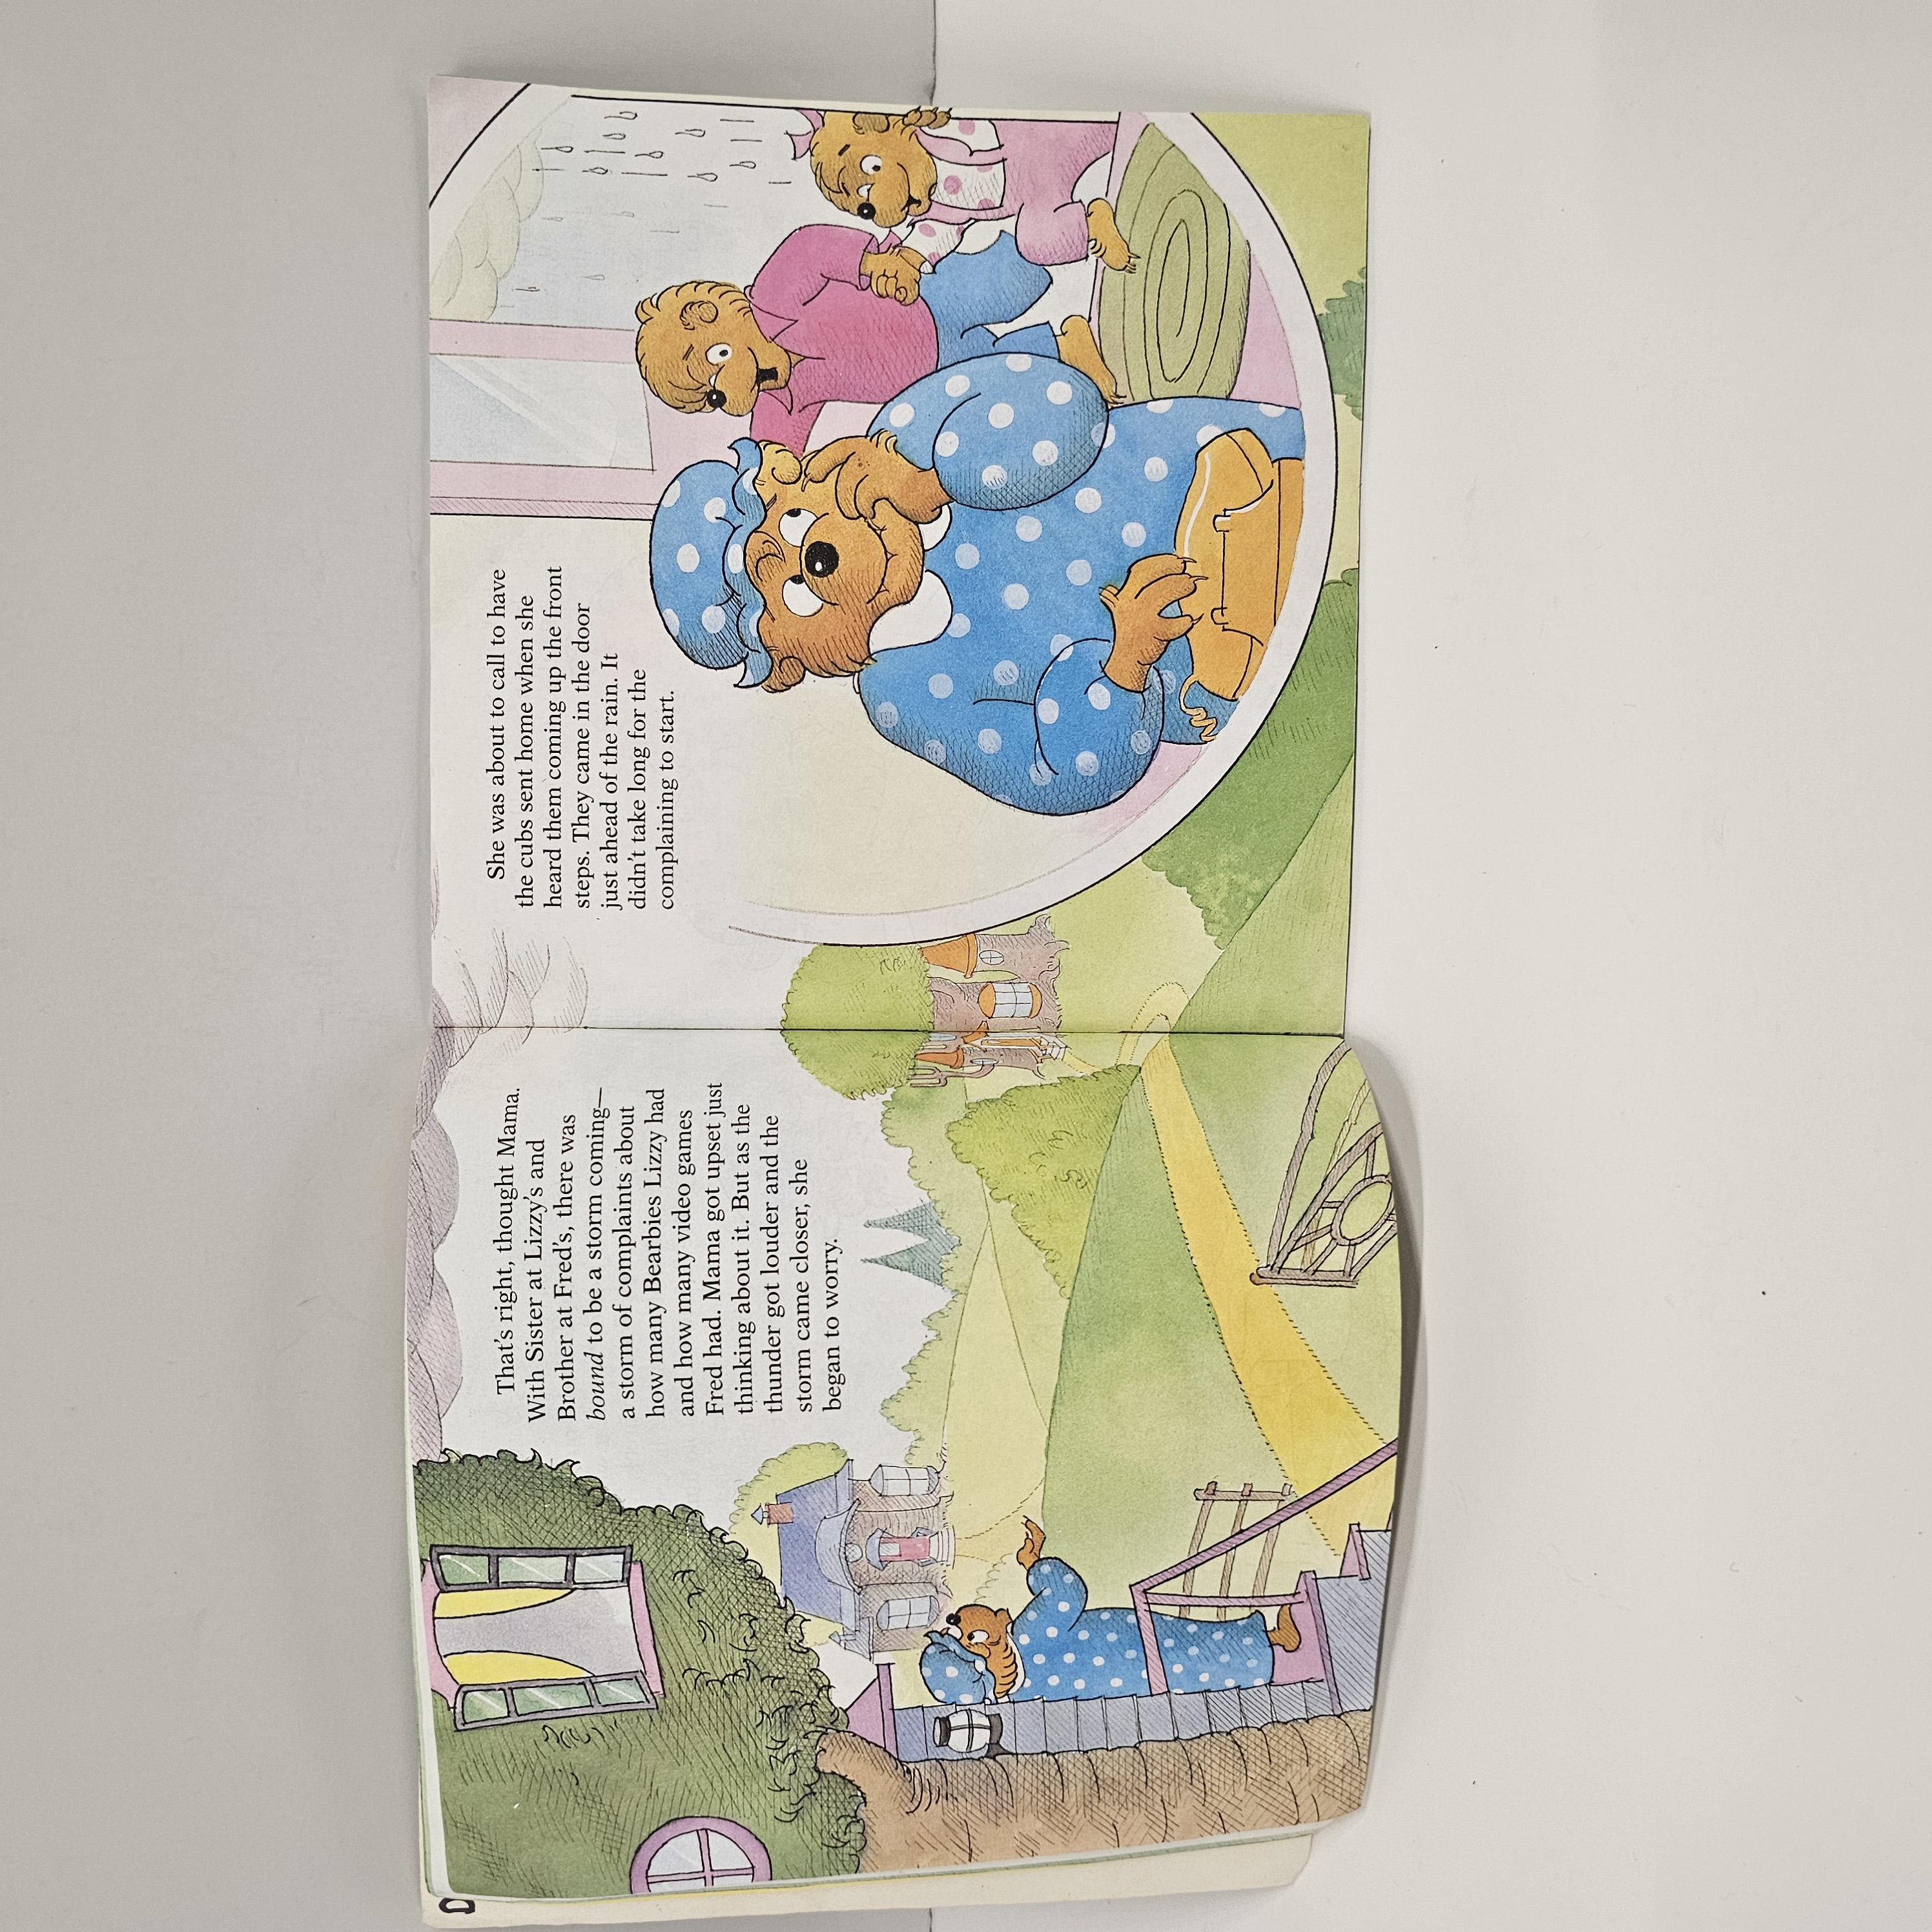 D
That's right, thought Mama.
With Sister at Lizzy's and
Brother at Fred's, there was
bound to be a storm coming—
a storm of complaints about
how many Bearbies Lizzy had
and how many video games
Fred had. Mama got upset just
thinking about it. But as the
thunder got louder and the
storm came closer, she
began to worry.
She was about to call to have
the cubs sent home when she
heard them coming up the front
steps. They came in the door
just ahead of the rain. It
didn't take long for the
complaining to start.